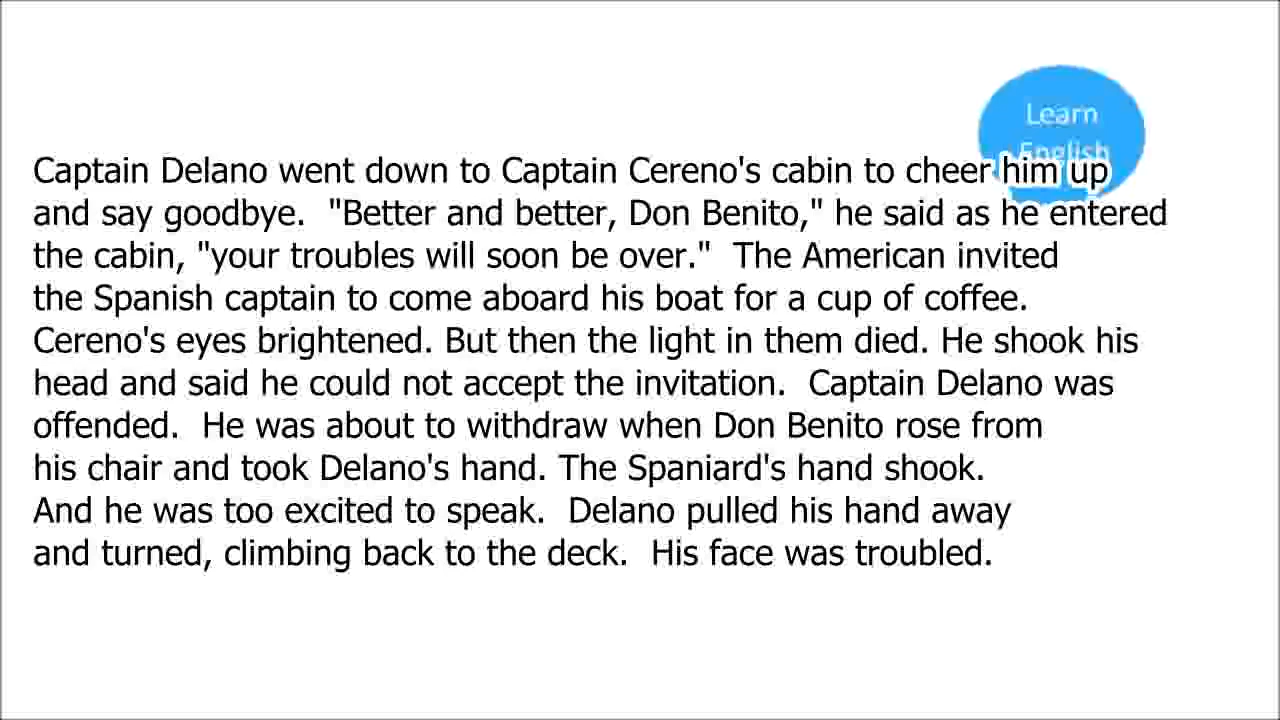 Learn
English
Captain Delano went down to Captain Cereno's cabin to cheer him up
and say goodbye.  "Better and better, Don Benito," he said as he entered
the cabin, "your troubles will soon be over."  The American invited
the Spanish captain to come aboard his boat for a cup of coffee.
Cereno's eyes brightened. But then the light in them died. He shook his
head and said he could not accept the invitation.  Captain Delano was
offended.  He was about to withdraw when Don Benito rose from
his chair and took Delano's hand. The Spaniard's hand shook.
And he was too excited to speak.  Delano pulled his hand away
and turned, climbing back to the deck.  His face was troubled.